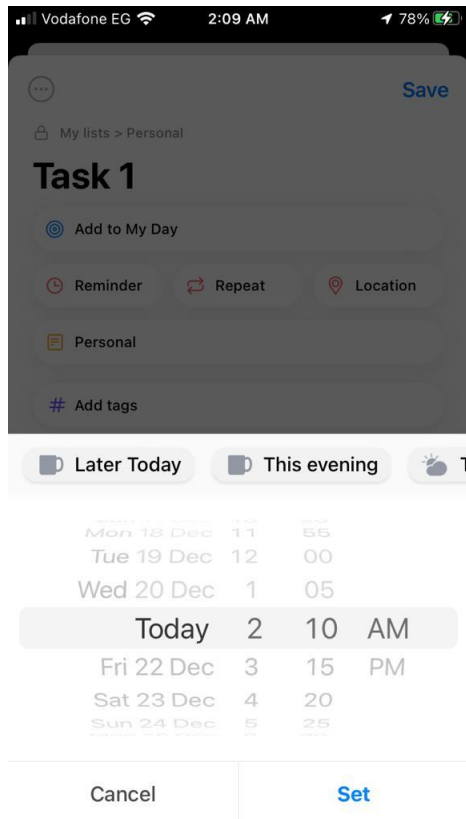 Vodafone EG 2:09 AM 78%
Save
My lists > Personal
Task 1
Add to My Day
Reminder Repeat Location
Personal
# Add tags
Later Today This evening T
Mon 18 Dec 11 55
Tue 19 Dec 12 00
Wed 20 Dec 1 05
Today 2 10 AM
Fri 22 Dec 3 15 PM
Sat 23 Dec 4 20
Sun 24 Dec 5 25
Cancel Set